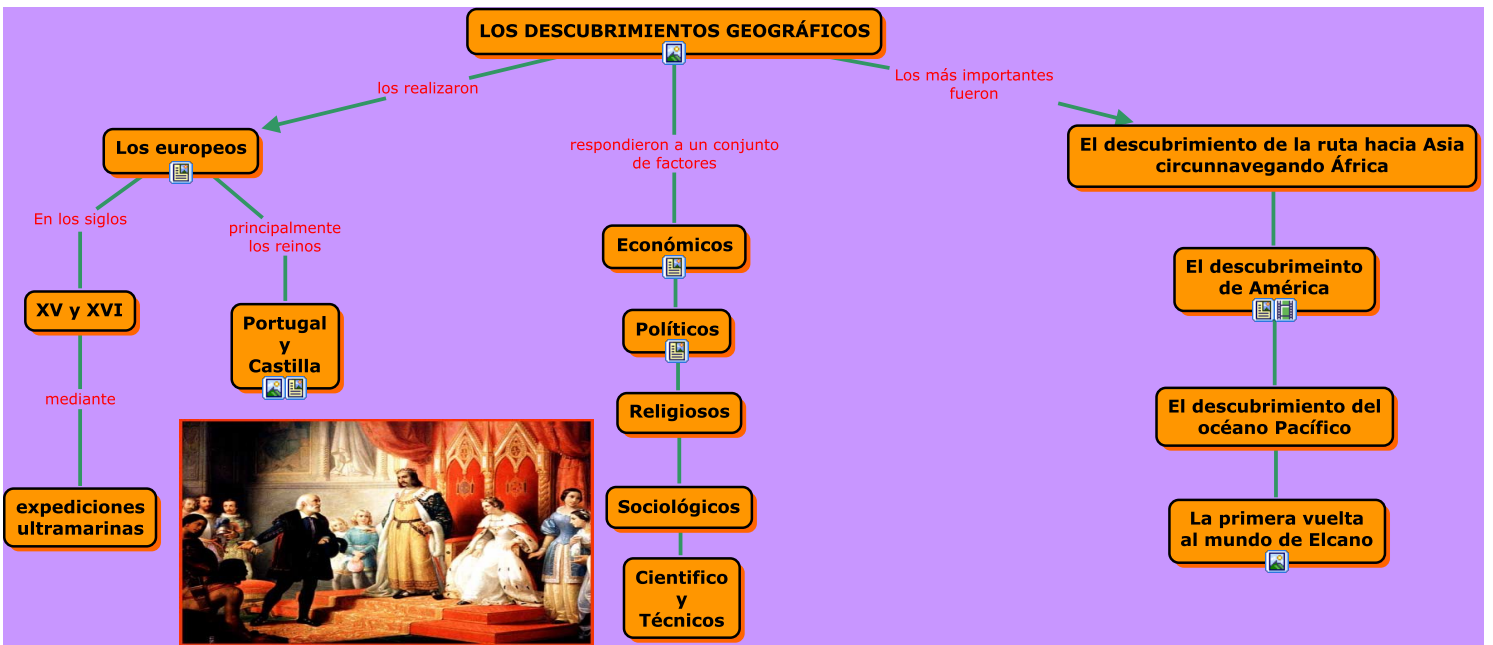 LOS DESCUBRIMIENTOS GEOGRÁFICOS
los realizaron
Los europeos
En los siglos
XV y XVI
mediante
expediciones
ultramarinas
principalmente
los reinos
Portugal
y
Castilla
respondieron a un conjunto
de factores
Económicos
Políticos
Religiosos
Sociológicos
Cientifico
y
Técnicos
Los más importantes
fueron
El descubrimiento de la ruta hacia Asia
circunnavegando África
El descubrimeinto
de América
El descubrimiento del
océano Pacífico
La primera vuelta
al mundo de Elcano